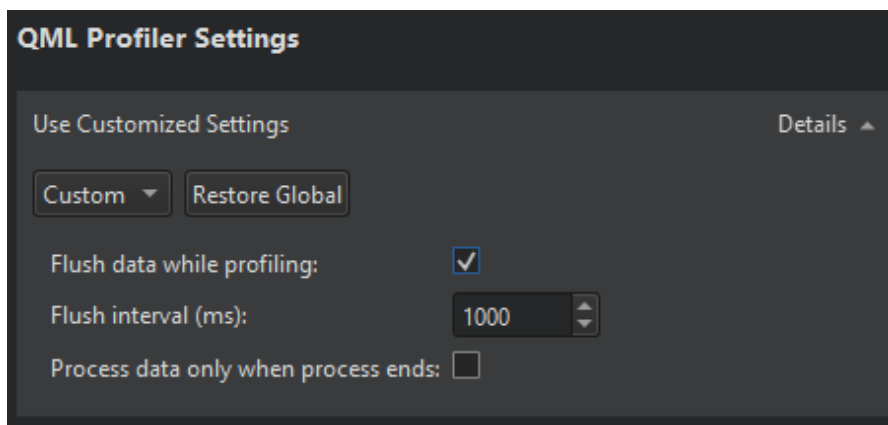 QML Profiler Settings
Use Customized Settings Details
Custom Restore Global
Flush data while profiling:
Flush interval (ms): 1000
Process data only when process ends: